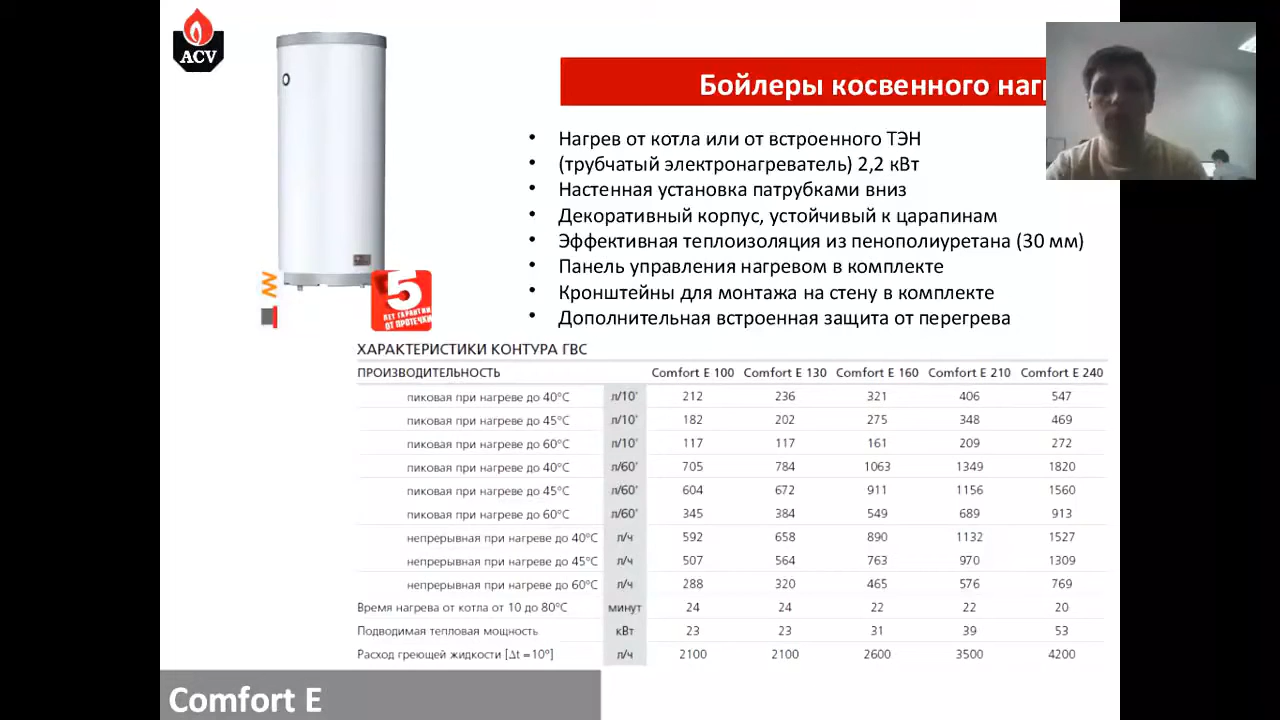 ACV
Бойлеры косвенного наг
Нагрев от котла или от встроенного ТЭН
(трубчатый электронагреватель) 2,2 кВт
Настенная установка патрубками вниз
Декоративный корпус, устойчивый к царапинам
Эффективная теплоизоляция из пенополиуретана (30 мм)
Панель управления нагревом в комплекте
Кронштейны для монтажа на стену в комплекте
Дополнительная встроенная защита от перегрева
5
ЛЕТ ГАРАНТИИ
ОТ ПРОТЕЧКИ
ХАРАКТЕРИСТИКИ КОНТУРА ГВС
ПРОИЗВОДИТЕЛЬНОСТЬ Comfort E 100 Comfort E 130 Comfort E 160 Comfort E 210 Comfort E 240
пиковая при нагреве до 40°C л/10' 212 236 321 406 547
пиковая при нагреве до 45°C л/10' 182 202 275 348 469
пиковая при нагреве до 60°C л/10' 117 117 161 209 272
пиковая при нагреве до 40°C л/60' 705 784 1063 1349 1820
пиковая при нагреве до 45°C л/60' 604 672 911 1156 1560
пиковая при нагреве до 60°C л/60' 345 384 549 689 913
непрерывная при нагреве до 40°C л/ч 592 658 890 1132 1527
непрерывная при нагреве до 45°C л/ч 507 564 763 970 1309
непрерывная при нагреве до 60°C л/ч 288 320 465 576 769
Время нагрева от котла от 10 до 80°C минут 24 24 22 22 20
Подводимая тепловая мощность кВт 23 23 31 39 53
Расход греющей жидкости [Δt =10°] л/ч 2100 2100 2600 3500 4200
Comfort E